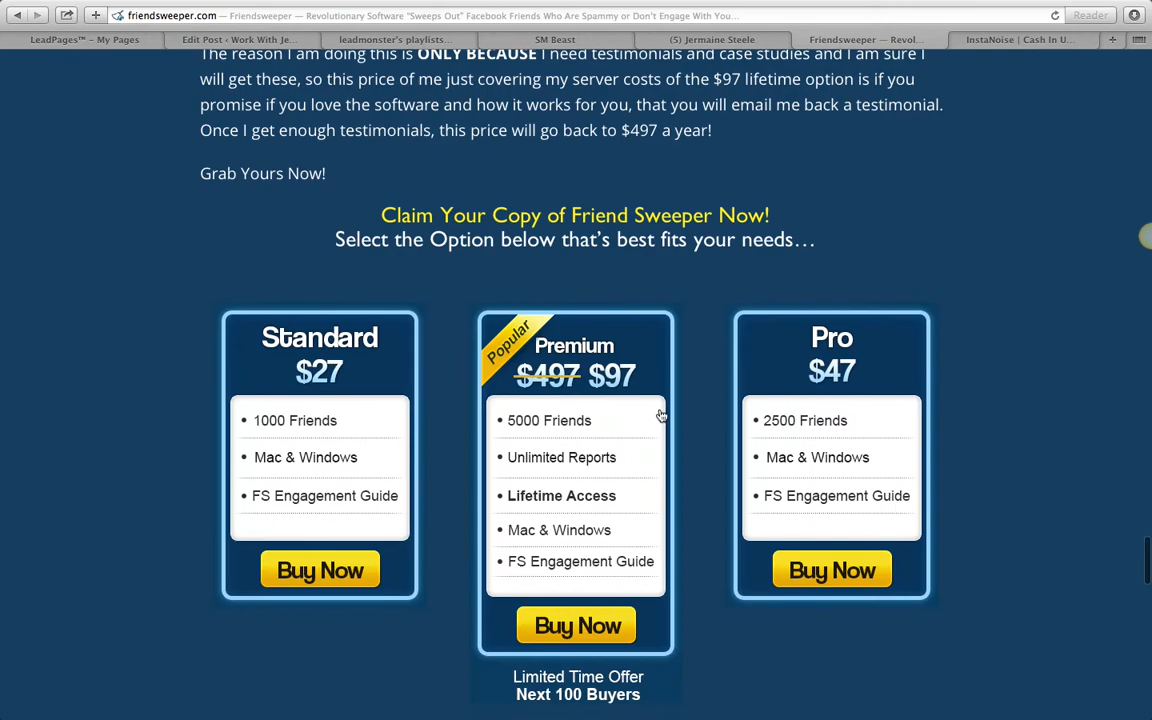 friendsweeper.com — Friendsweeper — Revolutionary Software “Sweeps Out” Facebook Friends Who Are Spammy or Don’t Engage With You...
Reader
LeadPages™ – My Pages
Edit Post ‹ Work With Je...
leadmonster's playlists...
SM Beast
(5) Jermaine Steele
Friendsweeper — Revol...
InstaNoise | Cash In U...
The reason I am doing this is ONLY BECAUSE I need testimonials and case studies and I am sure I
will get these, so this price of me just covering my server costs of the $97 lifetime option is if you
promise if you love the software and how it works for you, that you will email me back a testimonial.
Once I get enough testimonials, this price will go back to $497 a year!
Grab Yours Now!
Claim Your Copy of Friend Sweeper Now!
Select the Option below that’s best fits your needs…
Standard
$27
• 1000 Friends
• Mac & Windows
• FS Engagement Guide
Buy Now
Popular
Premium
$497 $97
• 5000 Friends
• Unlimited Reports
• Lifetime Access
• Mac & Windows
• FS Engagement Guide
Buy Now
Limited Time Offer
Next 100 Buyers
Pro
$47
• 2500 Friends
• Mac & Windows
• FS Engagement Guide
Buy Now